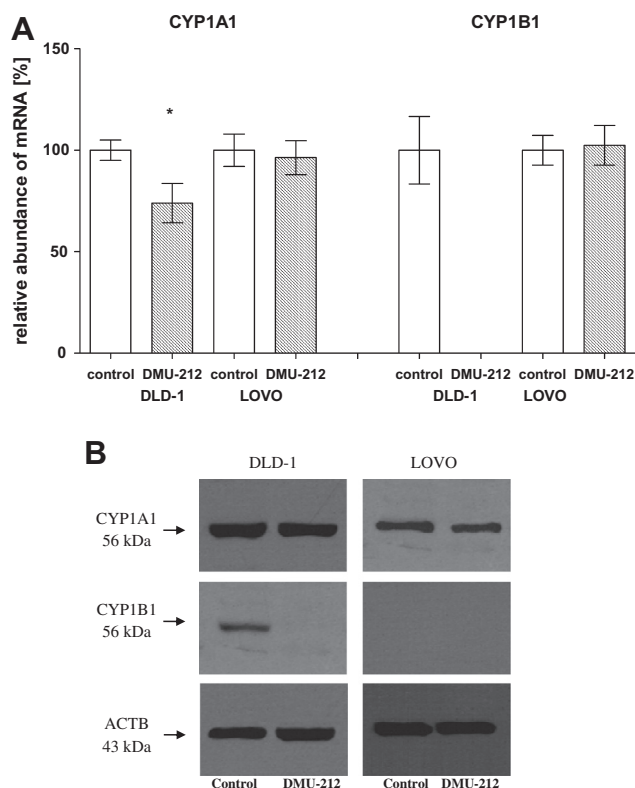 A
CYP1A1 CYP1B1
relative abundance of mRNA [%]
150
100
50
0
*
control DMU-212 control DMU-212 control DMU-212 control DMU-212
DLD-1 LOVO DLD-1 LOVO
B
DLD-1 LOVO
CYP1A1
56 kDa
CYP1B1
56 kDa
ACTB
43 kDa
Control DMU-212 Control DMU-212